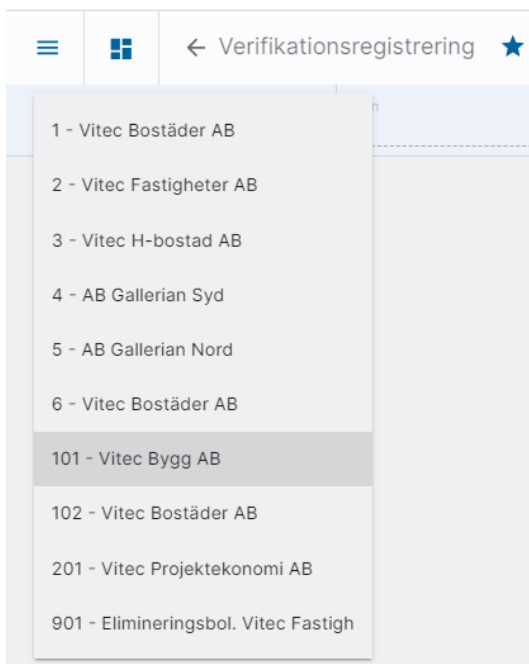 Verifikationsregistrering
1 - Vitec Bostäder AB
2 - Vitec Fastigheter AB
3 - Vitec H-bostad AB
4 - AB Gallerian Syd
5 - AB Gallerian Nord
6 - Vitec Bostäder AB
101 - Vitec Bygg AB
102 - Vitec Bostäder AB
201 - Vitec Projektekonomi AB
901 - Elimineringsbol. Vitec Fastigh